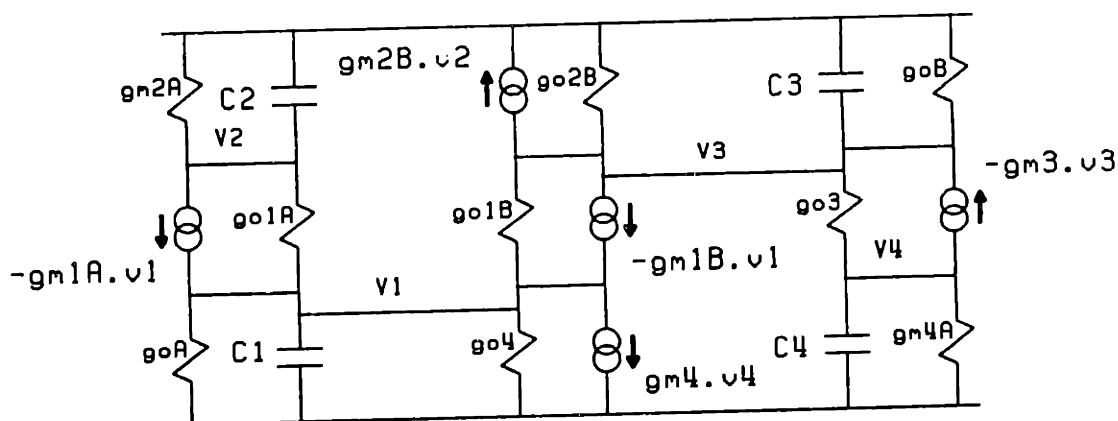 gm2A
C2
gm2B.v2
go2B
C3
goB
V2
V3
-gm3.v3
go1A
go1B
go3
-gm1A.v1
-gm1B.v1
V4
V1
goA
C1
go4
gm4.v4
C4
gm4A